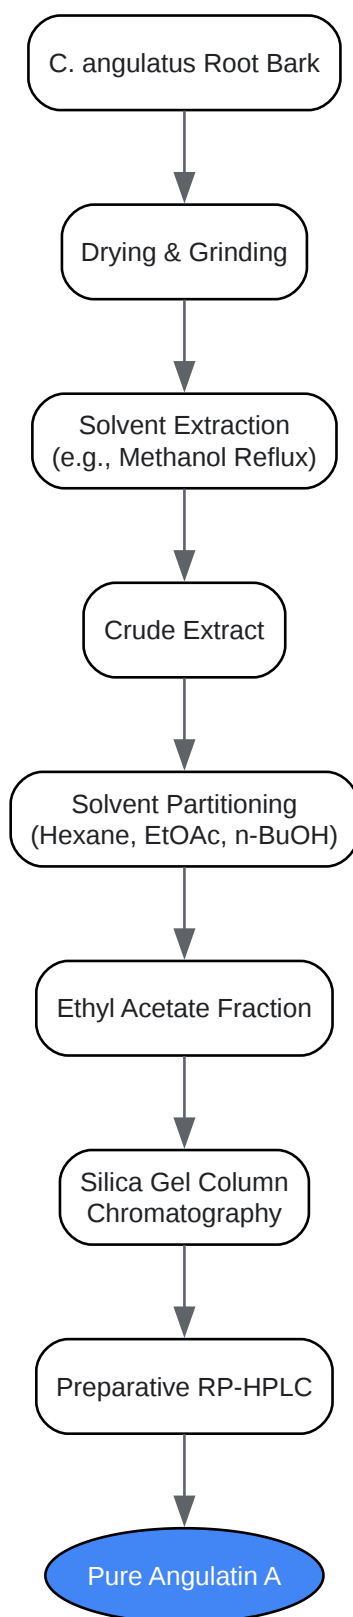 C. angulatus Root Bark
Drying & Grinding
Solvent Extraction
(e.g., Methanol Reflux)
Crude Extract
Solvent Partitioning
(Hexane, EtOAc, n-BuOH)
Ethyl Acetate Fraction
Silica Gel Column
Chromatography
Preparative RP-HPLC
Pure Angulatin A